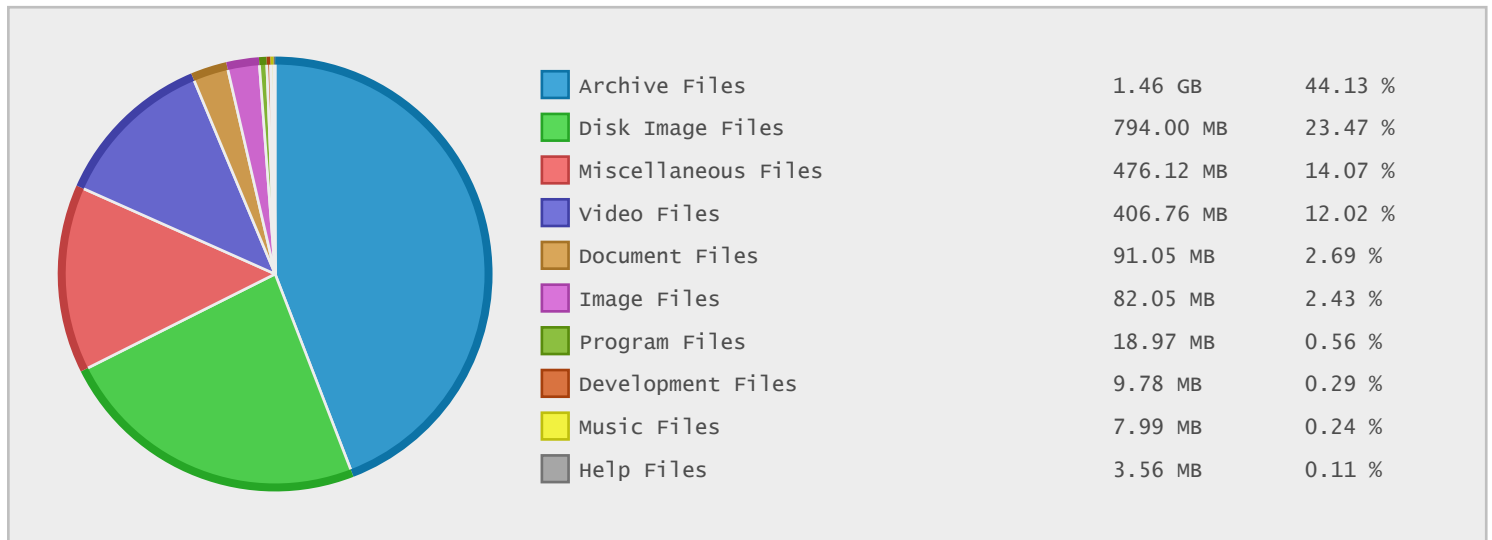 Archive Files 1.46 GB 44.13 %
Disk Image Files 794.00 MB 23.47 %
Miscellaneous Files 476.12 MB 14.07 %
Video Files 406.76 MB 12.02 %
Document Files 91.05 MB 2.69 %
Image Files 82.05 MB 2.43 %
Program Files 18.97 MB 0.56 %
Development Files 9.78 MB 0.29 %
Music Files 7.99 MB 0.24 %
Help Files 3.56 MB 0.11 %